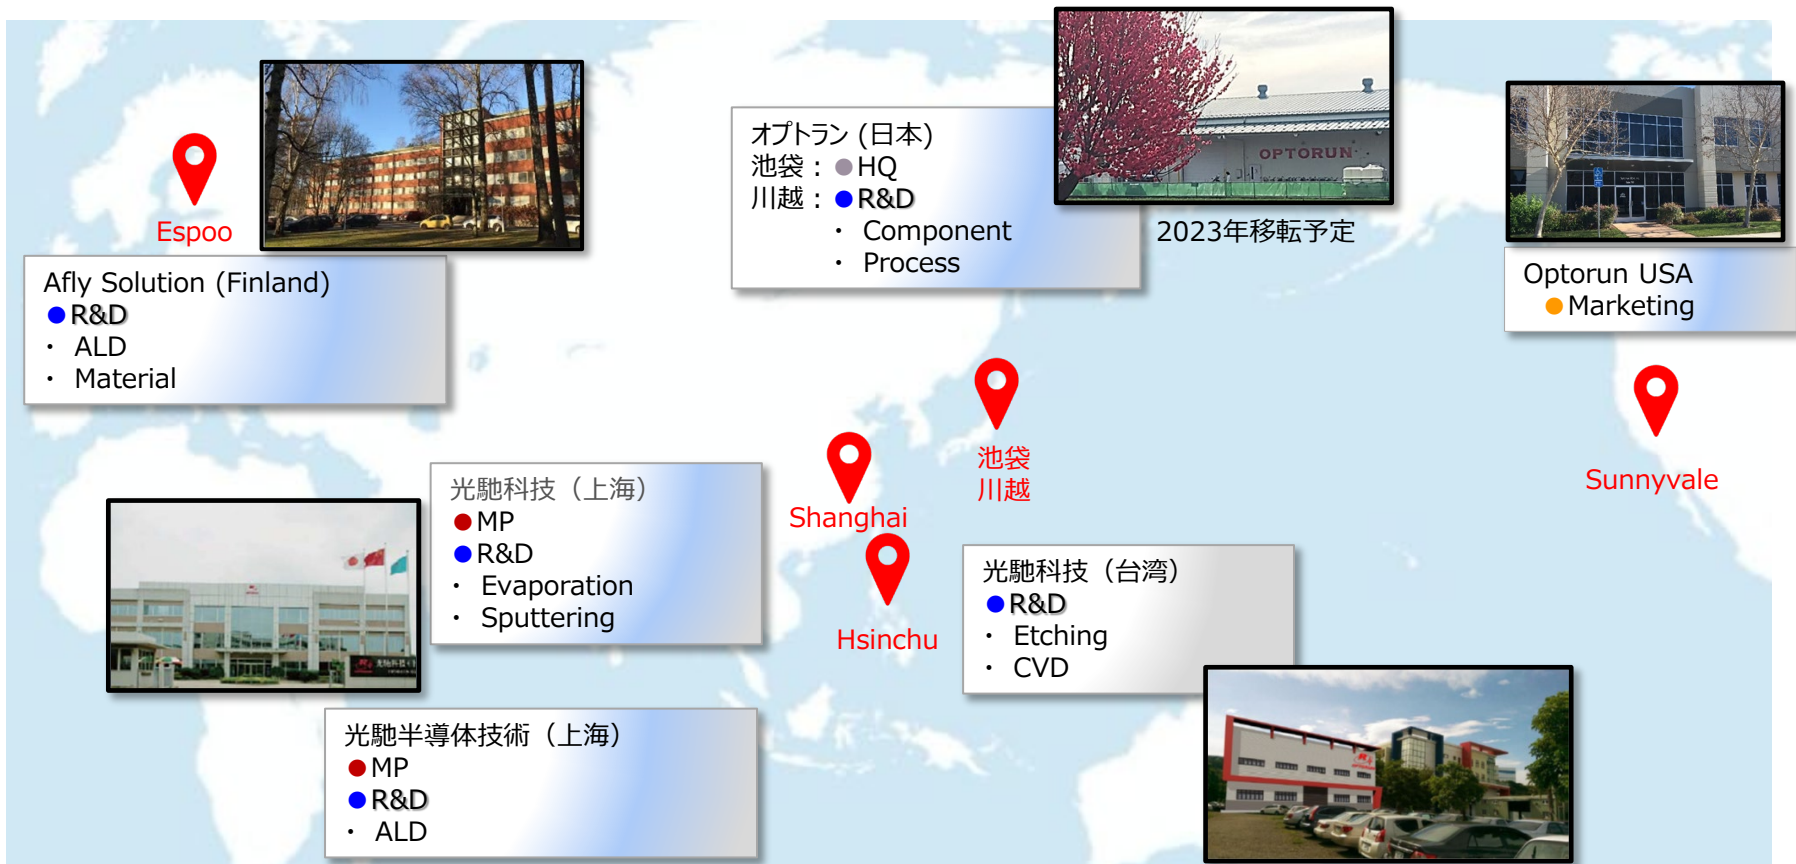 Espoo
Afly Solution (Finland)
●R&D
・ ALD
・ Material
オプトラン (日本)
池袋：●HQ
川越：●R&D
・ Component
・ Process
OPTORUN
2023年移転予定
Optorun USA
●Marketing
池袋
川越
Sunnyvale
Shanghai
Hsinchu
光馳科技（上海）
●MP
●R&D
・ Evaporation
・ Sputtering
光馳科技（台湾）
●R&D
・ Etching
・ CVD
光馳半導体技術（上海）
●MP
●R&D
・ ALD